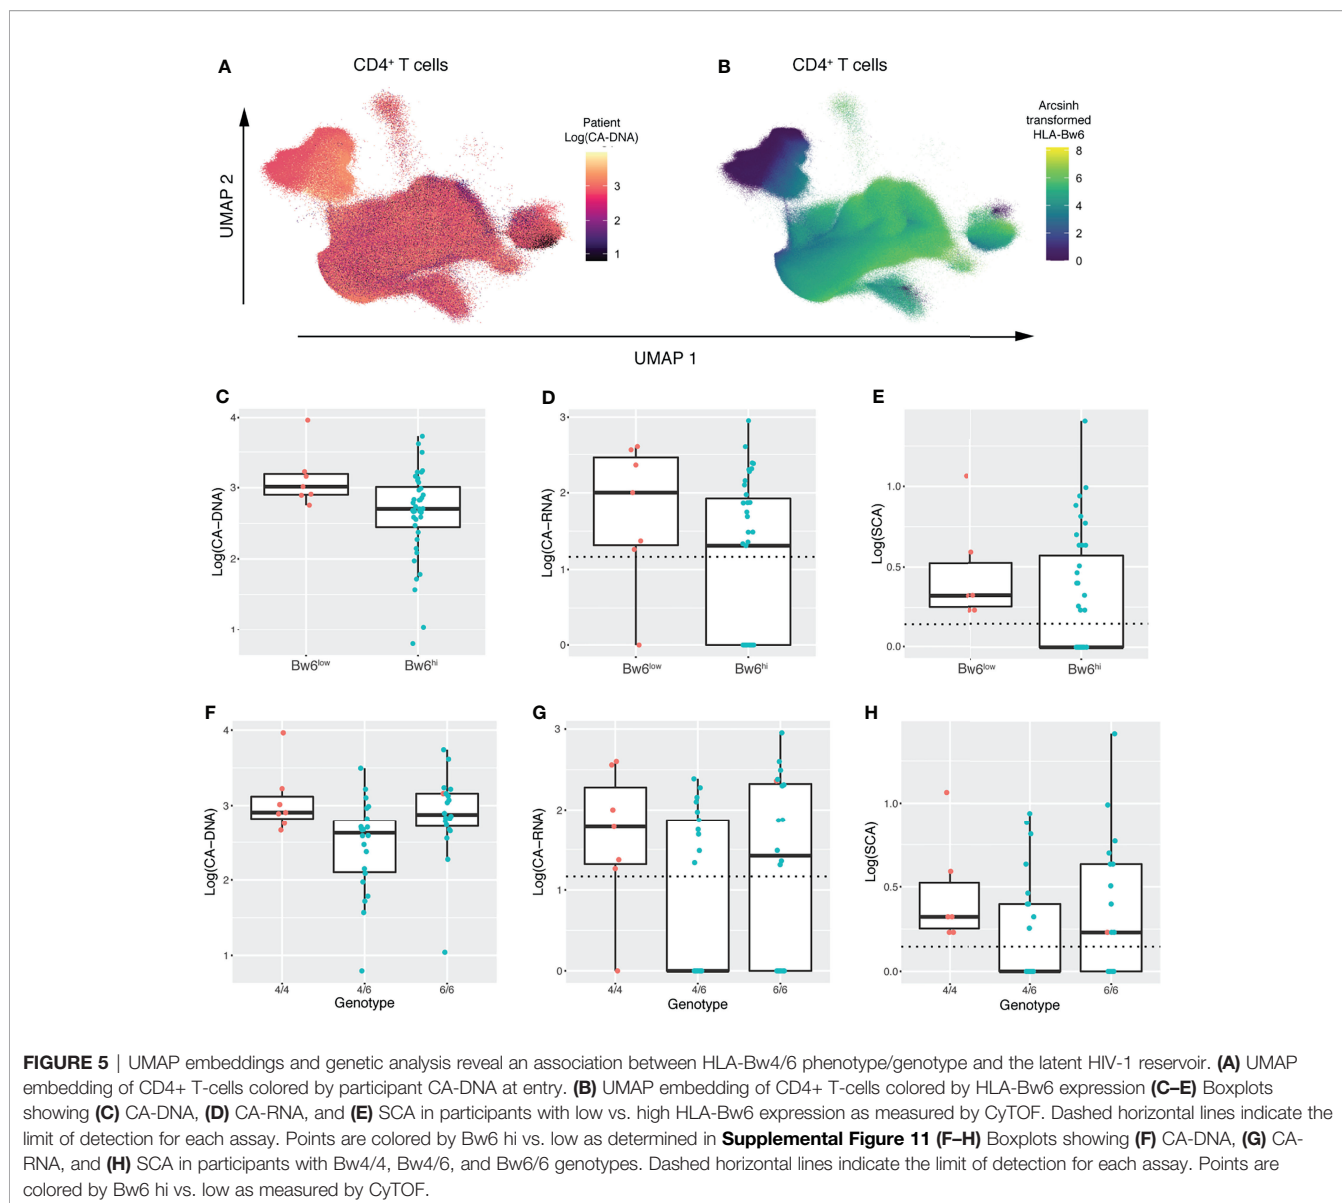 A
CD4+ T cells
Patient
Log(CA-DNA)
3
2
1
B
CD4+ T cells
Arcsinh
transformed
HLA-Bw6
8
6
4
2
0
UMAP 2
UMAP 1
C
4
3
2
1
Log(CA−DNA)
Bw6low
Bw6hi
D
3
2
1
0
Log(CA−RNA)
Bw6low
Bw6hi
E
1.0
0.5
0.0
Log(SCA)
Bw6low
Bw6hi
F
4
3
2
1
Log(CA−DNA)
4/4
4/6
6/6
Genotype
G
3
2
1
0
Log(CA−RNA)
4/4
4/6
6/6
Genotype
H
1.0
0.5
0.0
Log(SCA)
4/4
4/6
6/6
Genotype
FIGURE 5 | UMAP embeddings and genetic analysis reveal an association between HLA-Bw4/6 phenotype/genotype and the latent HIV-1 reservoir. (A) UMAP
embedding of CD4+ T-cells colored by participant CA-DNA at entry. (B) UMAP embedding of CD4+ T-cells colored by HLA-Bw6 expression (C–E) Boxplots
showing (C) CA-DNA, (D) CA-RNA, and (E) SCA in participants with low vs. high HLA-Bw6 expression as measured by CyTOF. Dashed horizontal lines indicate the
limit of detection for each assay. Points are colored by Bw6 hi vs. low as determined in Supplemental Figure 11 (F–H) Boxplots showing (F) CA-DNA, (G) CA-
RNA, and (H) SCA in participants with Bw4/4, Bw4/6, and Bw6/6 genotypes. Dashed horizontal lines indicate the limit of detection for each assay. Points are
colored by Bw6 hi vs. low as measured by CyTOF.